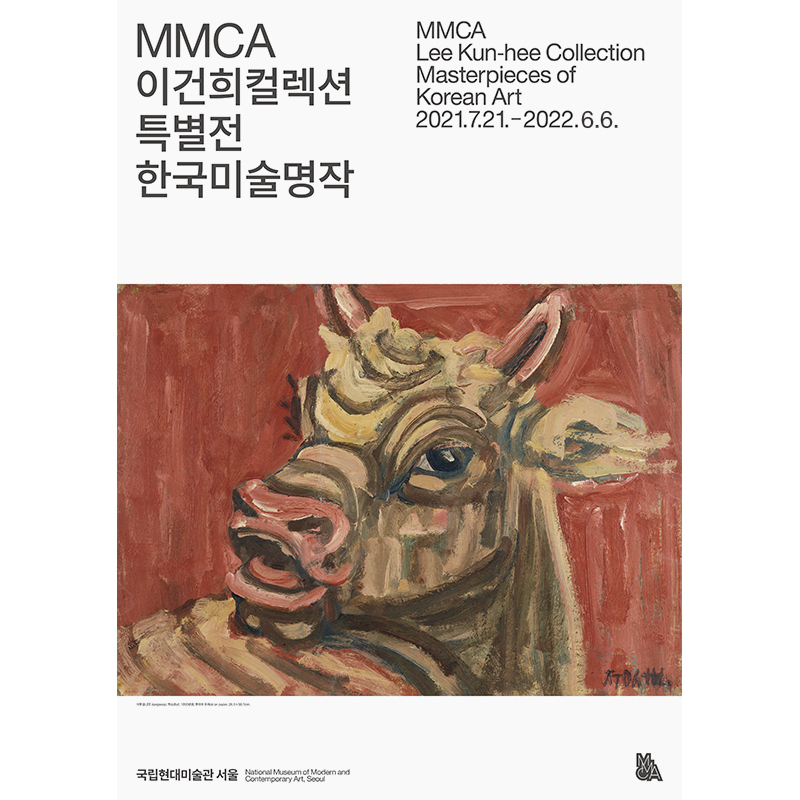 MMCA
이건희컬렉션
특별전
한국미술명작
MMCA
Lee Kun-hee Collection
Masterpieces of
Korean Art
2021.7.21.–2022.6.6.
국립현대미술관 서울
National Museum of Modern and
Contemporary Art, Seoul
MMCA